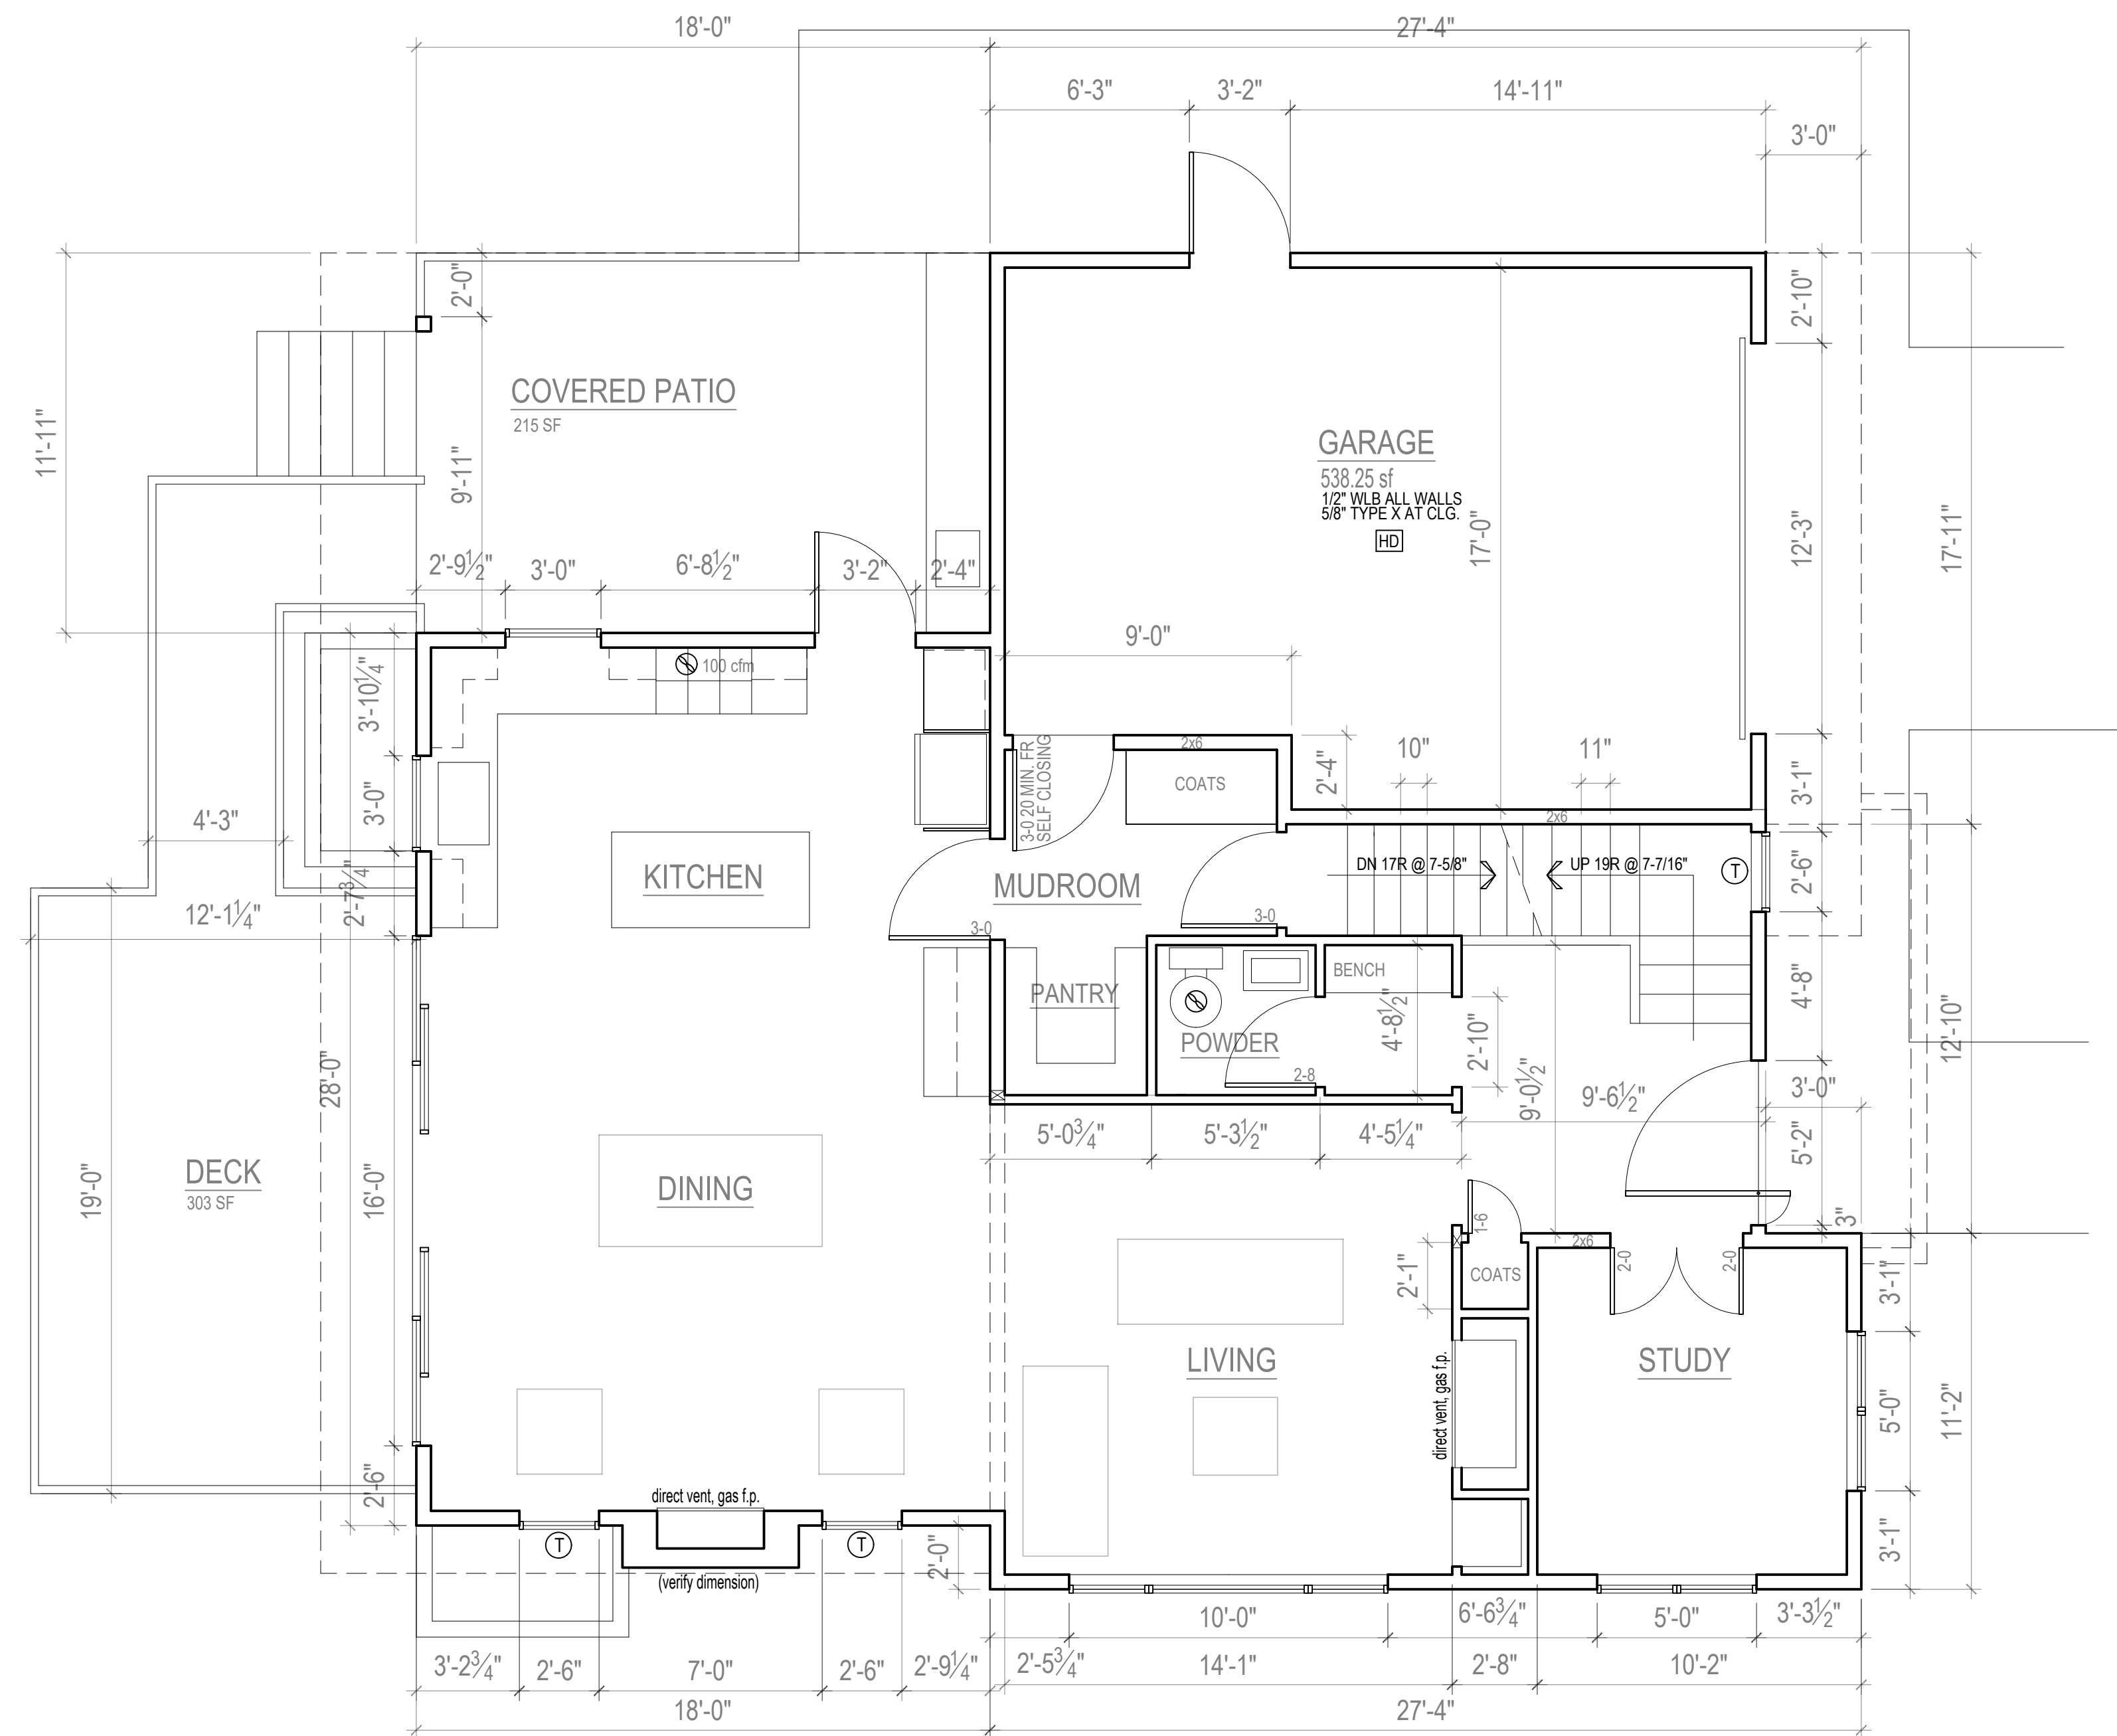 18'-0"
27'-4"
6'-3"
3'-2"
14'-11"
3'-0"
2'-0"
2'-10"
COVERED PATIO
215 SF
11'-11"
9'-11"
GARAGE
538.25 sf
1/2" WLB ALL WALLS
5/8" TYPE X AT CLG.
HD
17'-0"
12'-3"
17'-11"
2'-9½"
3'-0"
6'-8½"
3'-2"
2'-4"
9'-0"
100 cfm
3'-10¼"
3-0 20 MIN. FR
SELF CLOSING
2x6
COATS
2'-4"
10"
11"
3'-1"
3'-0"
4'-3"
2x6
KITCHEN
MUDROOM
DN 17R @ 7-5/8"
UP 19R @ 7-7/16"
T
2'-6"
2'-7¾"
12'-1¼"
3-0
3-0
BENCH
PANTRY
4'-8½"
4'-8"
POWDER
2'-10"
12'-10"
28'-0"
2-8
9'-0½"
9'-6½"
3'-0"
5'-0¾"
5'-3½"
4'-5¼"
5'-2"
DECK
303 SF
19'-0"
16'-0"
DINING
1-6
3"
2x6
2-0
2-0
COATS
2'-1"
3'-1"
LIVING
STUDY
direct vent, gas f.p.
5'-0"
11'-2"
2'-6"
direct vent, gas f.p.
T
T
2'-0"
3'-1"
(verify dimension)
10'-0"
6'-6¾"
5'-0"
3'-3½"
3'-2¾"
2'-6"
7'-0"
2'-6"
2'-9¼"
2'-5¾"
14'-1"
2'-8"
10'-2"
18'-0"
27'-4"